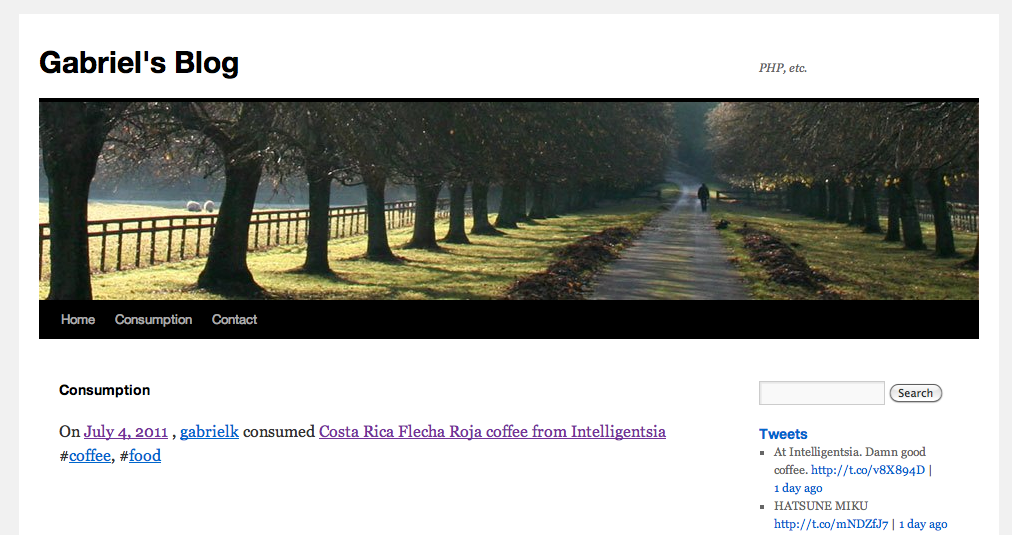 Gabriel's Blog
PHP, etc.
Home Consumption Contact
Consumption
On July 4, 2011 , gabrielk consumed Costa Rica Flecha Roja coffee from Intelligentsia
#coffee, #food
Search
Tweets
At Intelligentsia. Damn good
coffee. http://t.co/v8X894D |
1 day ago
HATSUNE MIKU
http://t.co/mNDZfJ7 | 1 day ago